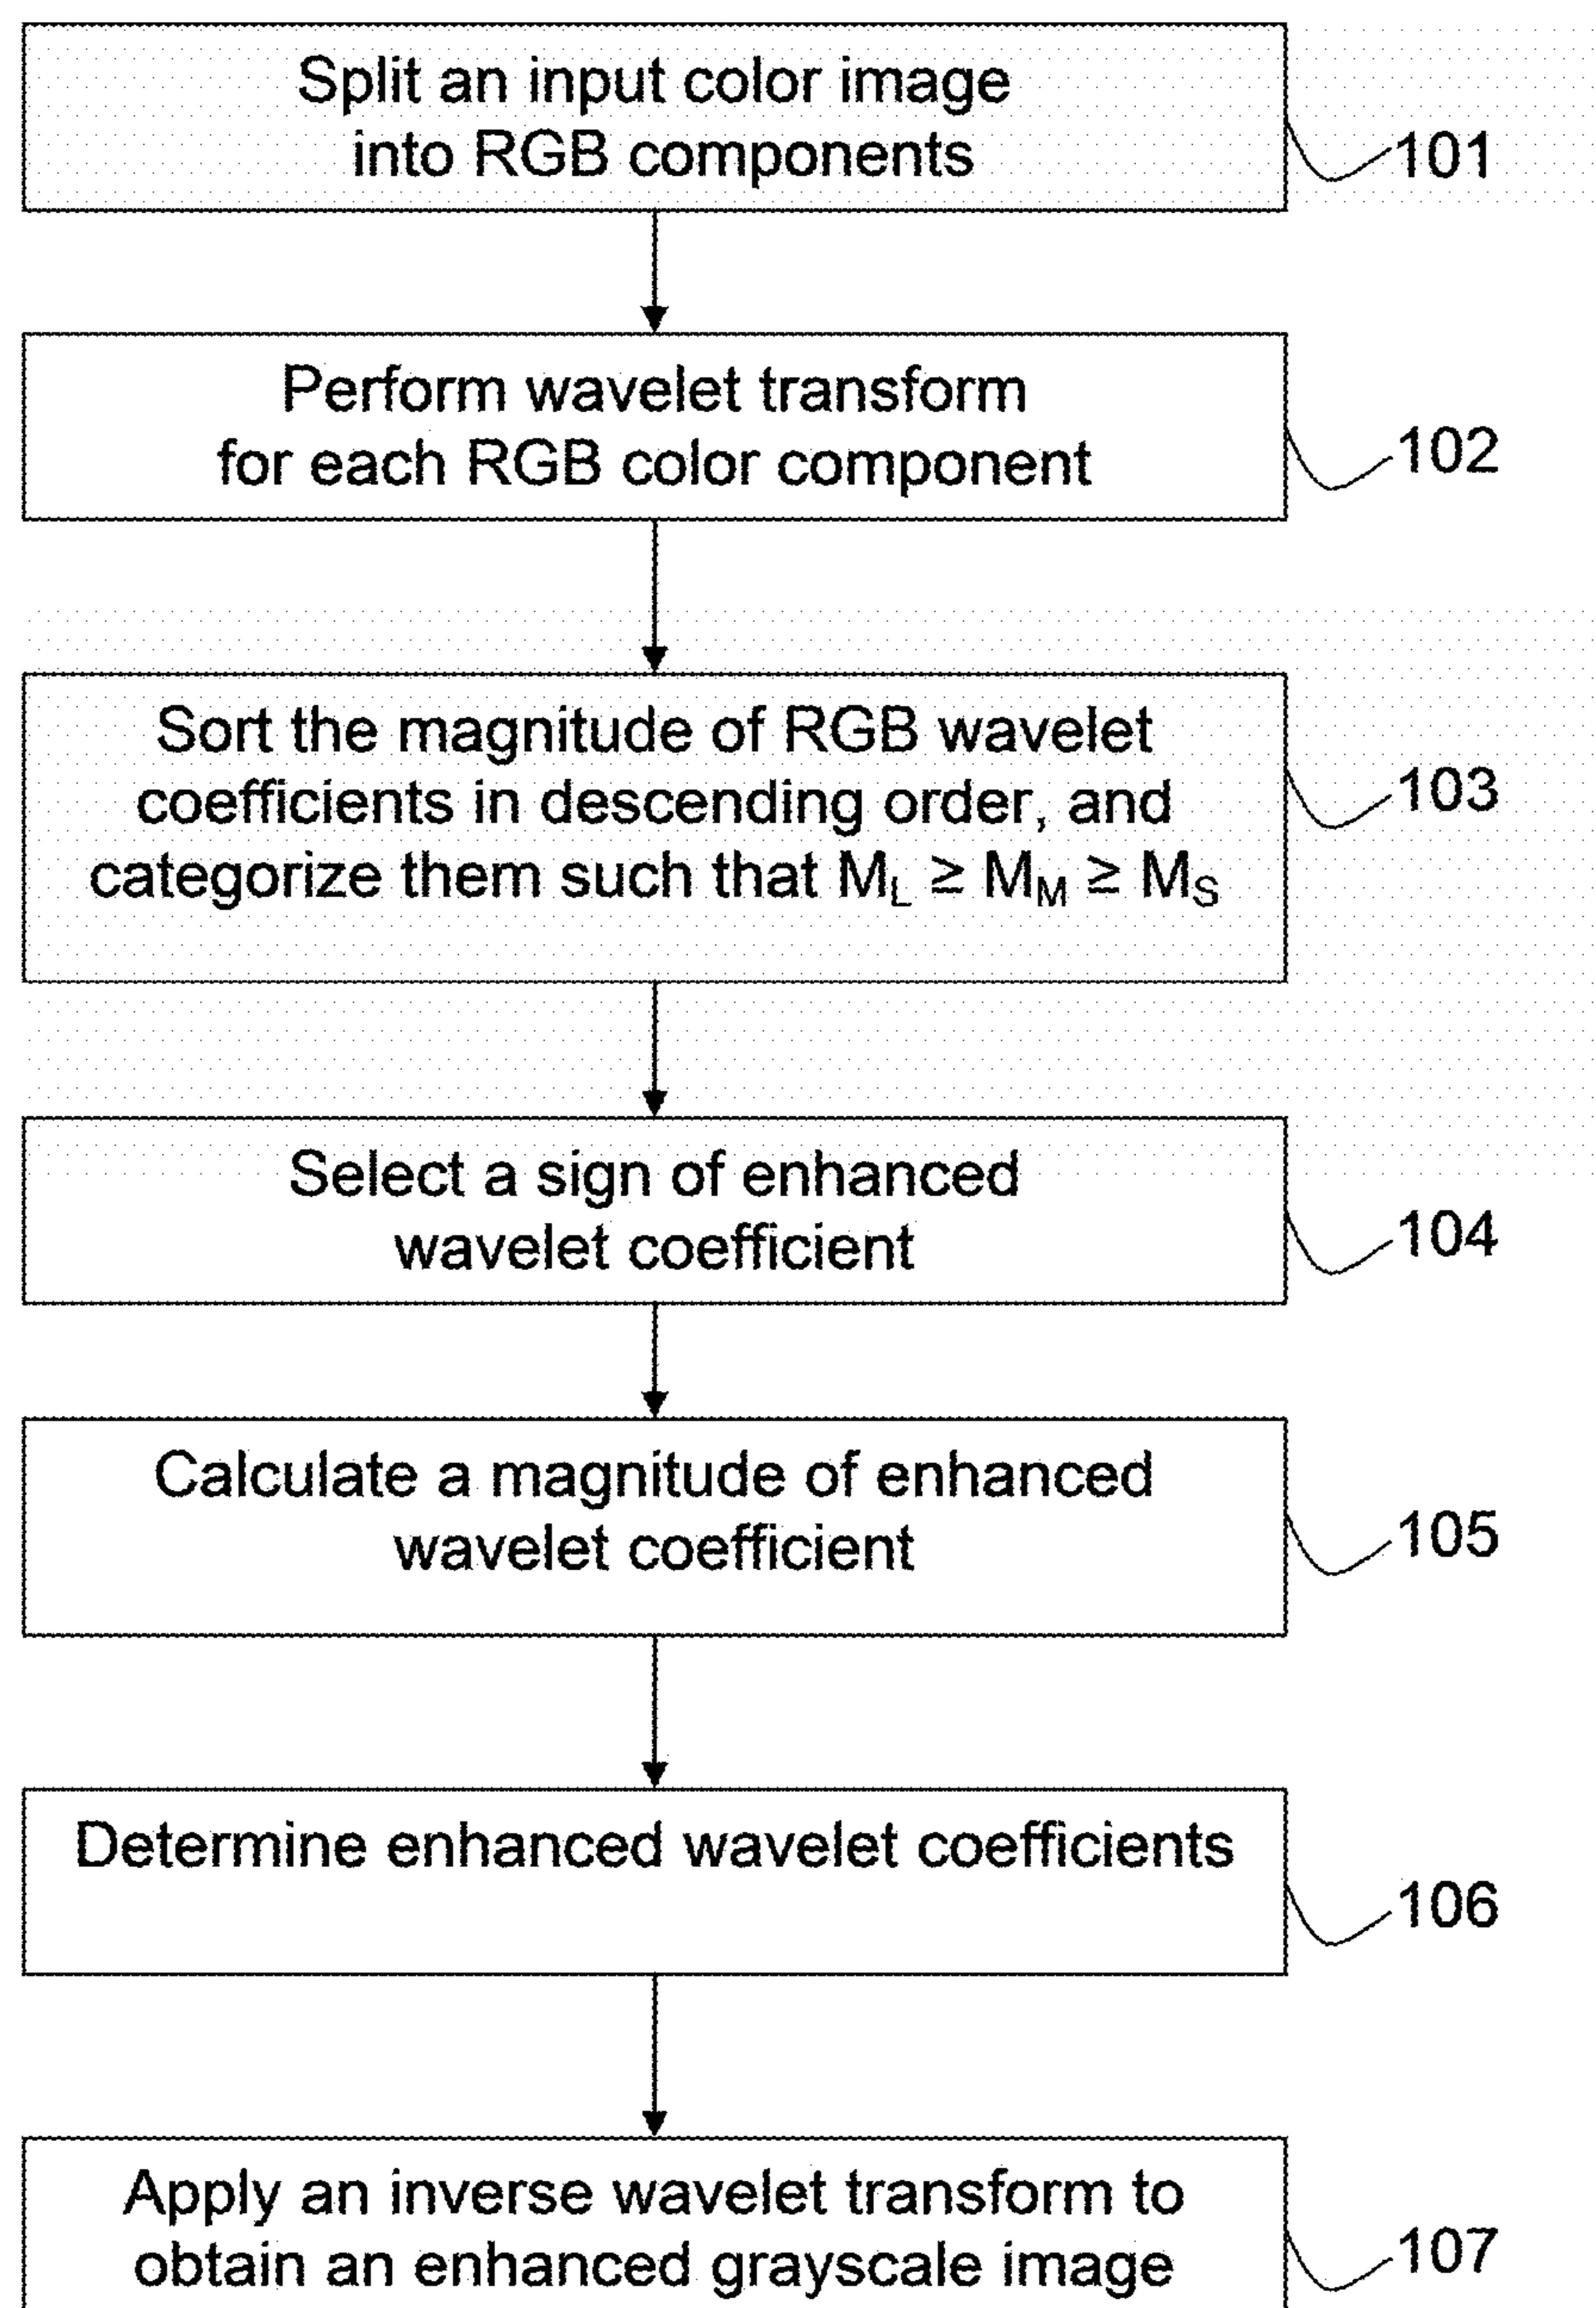 Split an input color image
into RGB components
101
Perform wavelet transform
for each RGB color component
102
Sort the magnitude of RGB wavelet
coefficients in descending order, and
categorize them such that M_L ≥ M_M ≥ M_S
103
Select a sign of enhanced
wavelet coefficient
104
Calculate a magnitude of enhanced
wavelet coefficient
105
Determine enhanced wavelet coefficients
106
Apply an inverse wavelet transform to
obtain an enhanced grayscale image
107